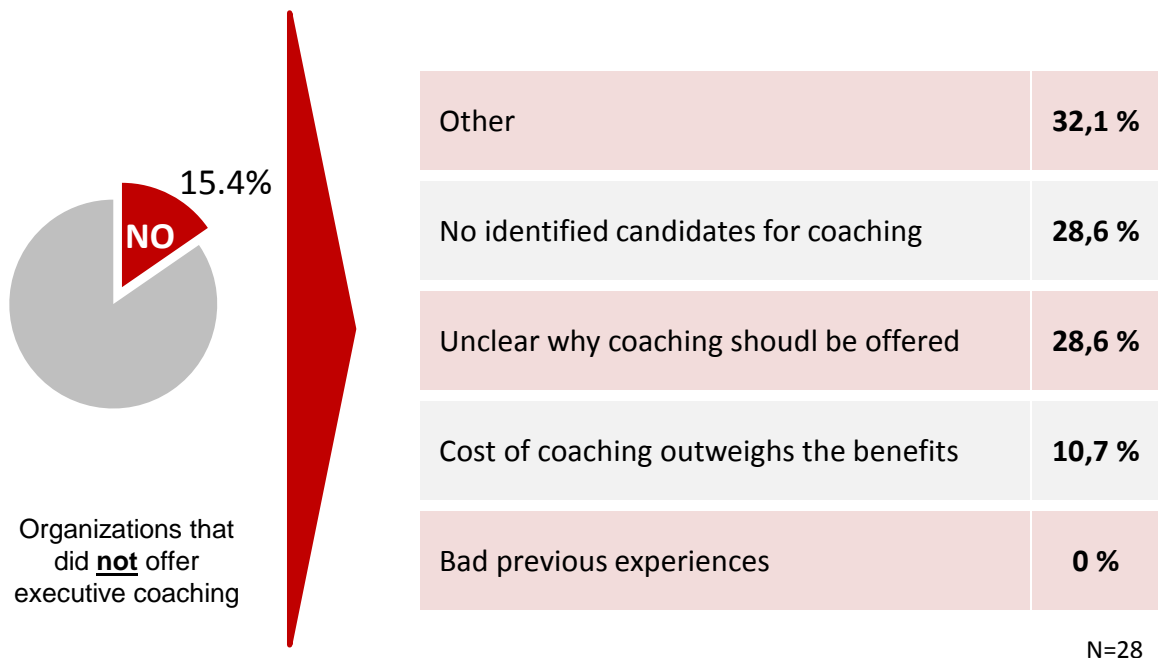 15.4%
NO
Organizations that
did not offer
executive coaching
Other 32,1 %
No identified candidates for coaching 28,6 %
Unclear why coaching shoudl be offered 28,6 %
Cost of coaching outweighs the benefits 10,7 %
Bad previous experiences 0 %
N=28